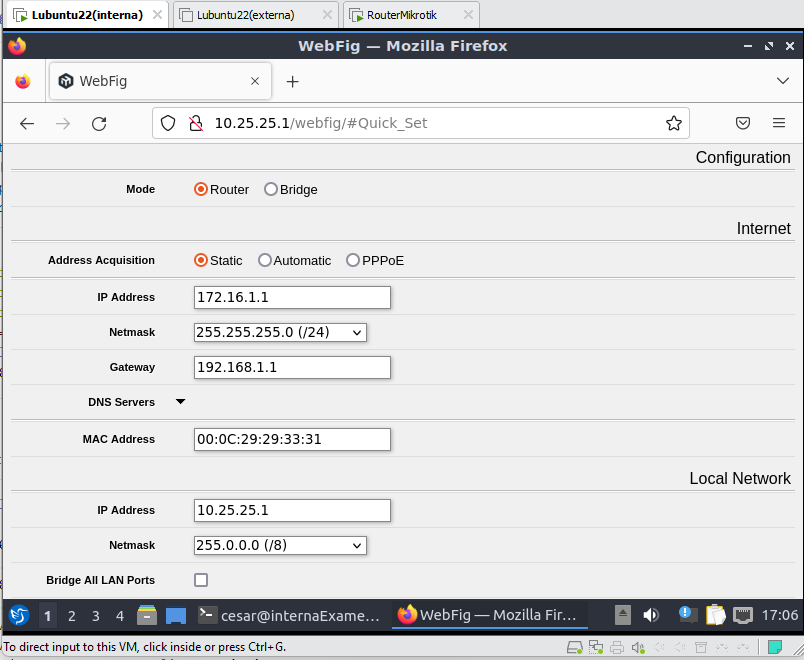 Lubuntu22(interna)
Lubuntu22(externa)
RouterMikrotik
WebFig — Mozilla Firefox
WebFig
10.25.25.1/webfig/#Quick_Set
Configuration
Mode Router Bridge
Internet
Address Acquisition Static Automatic PPPoE
IP Address 172.16.1.1
Netmask 255.255.255.0 (/24)
Gateway 192.168.1.1
DNS Servers
MAC Address 00:0C:29:29:33:31
Local Network
IP Address 10.25.25.1
Netmask 255.0.0.0 (/8)
Bridge All LAN Ports
1 2 3 4 cesar@internaExame... WebFig — Mozilla Fir... 17:06
To direct input to this VM, click inside or press Ctrl+G.